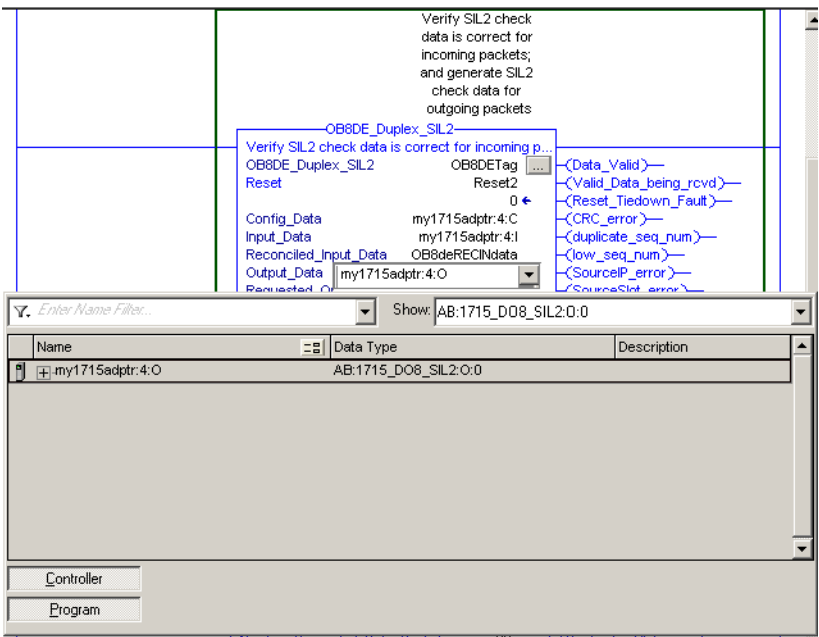 Verify SIL2 check
data is correct for
incoming packets;
and generate SIL2
check data for
outgoing packets
OB8DE_Duplex_SIL2
Verify SIL2 check data is correct for incoming p...
OB8DE_Duplex_SIL2 OB8DETag ... (Data_Valid)
Reset Reset2 (Valid_Data_being_rcvd)
0 (Reset_Tiedown_Fault)
Config_Data my1715adptr:4:C (CRC_error)
Input_Data my1715adptr:4:I (duplicate_seq_num)
Reconciled_Input_Data OB8deRECINdata (low_seq_num)
Output_Data my1715adptr:4:O (SourceIP_error)
(SourceSlot_error)
Enter Name Filter... Show: AB:1715_DO8_SIL2:O:0
Name Data Type Description
my1715adptr:4:O AB:1715_DO8_SIL2:O:0
Controller
Program